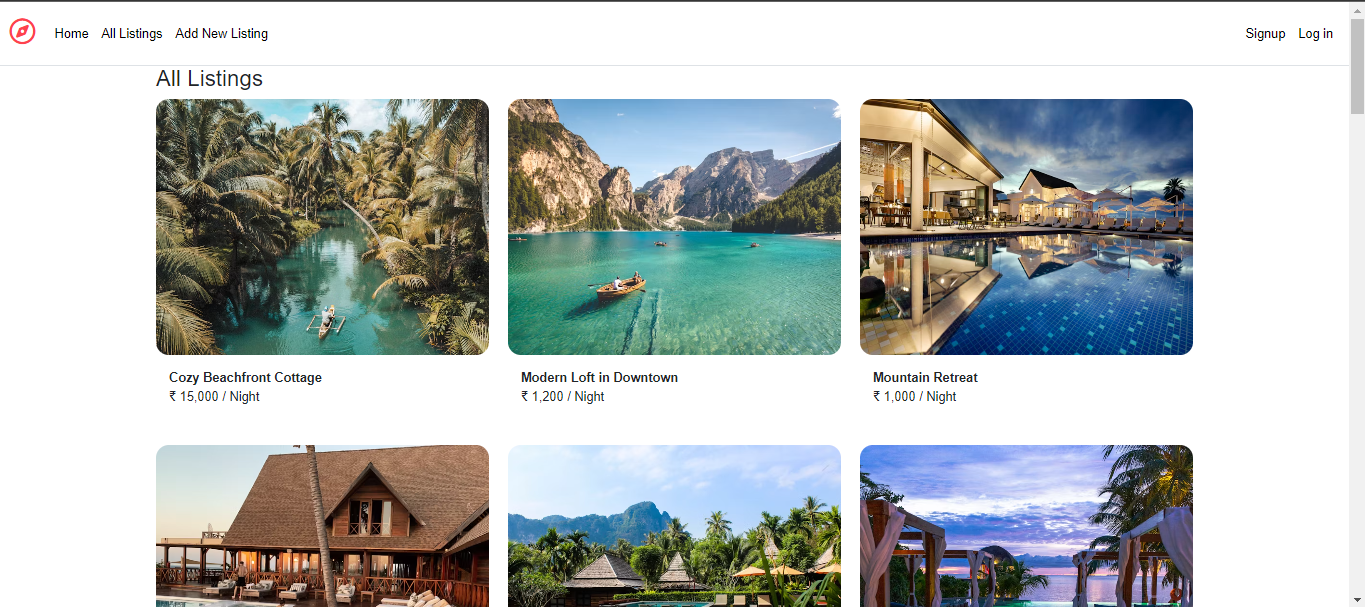 Home All Listings Add New Listing Signup Log in
All Listings
Cozy Beachfront Cottage
₹ 15,000 / Night
Modern Loft in Downtown
₹ 1,200 / Night
Mountain Retreat
₹ 1,000 / Night